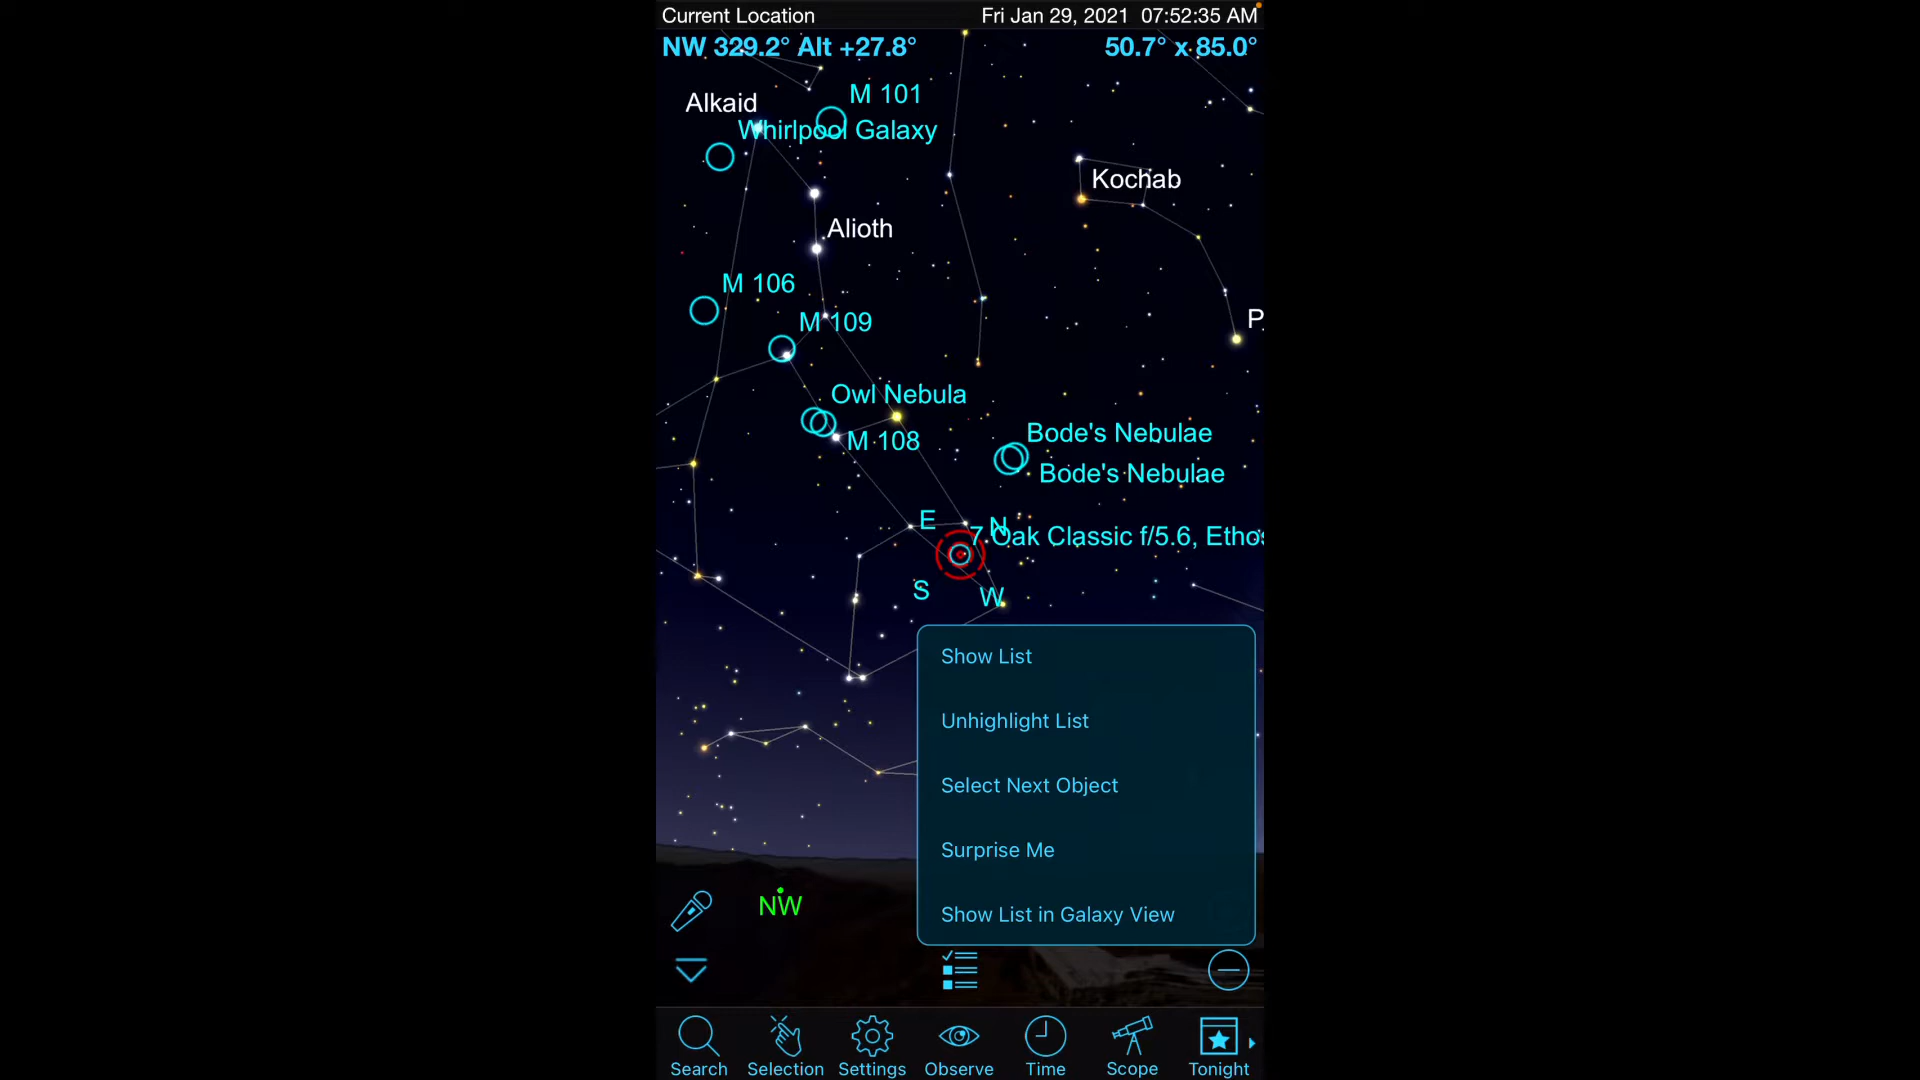 Current Location
Fri Jan 29, 2021 07:52:35 AM
NW 329.2° Alt +27.8°
50.7° x 85.0°
M 101
Alkaid
Whirlpool Galaxy
Kochab
Alioth
M 106
P
M 109
Owl Nebula
Bode's Nebulae
M 108
Bode's Nebulae
E
N
7 Oak Classic f/5.6, Ethos
S
W
Show List
Unhighlight List
Select Next Object
Surprise Me
NW
Show List in Galaxy View
Search
Selection
Settings
Observe
Time
Scope
Tonight